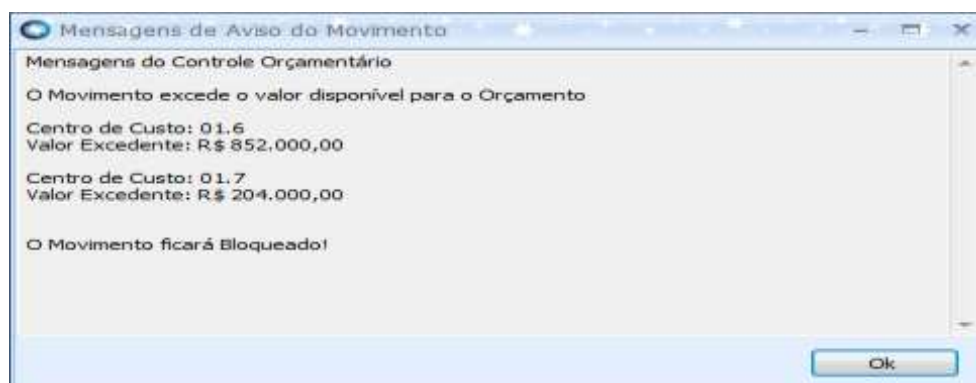 Mensagens de Aviso do Movimento
Mensagens do Controle Orçamentário
O Movimento excede o valor disponível para o Orçamento
Centro de Custo: 01.6
Valor Excedente: R$ 852.000,00
Centro de Custo: 01.7
Valor Excedente: R$ 204.000,00
O Movimento ficará Bloqueado!
Ok